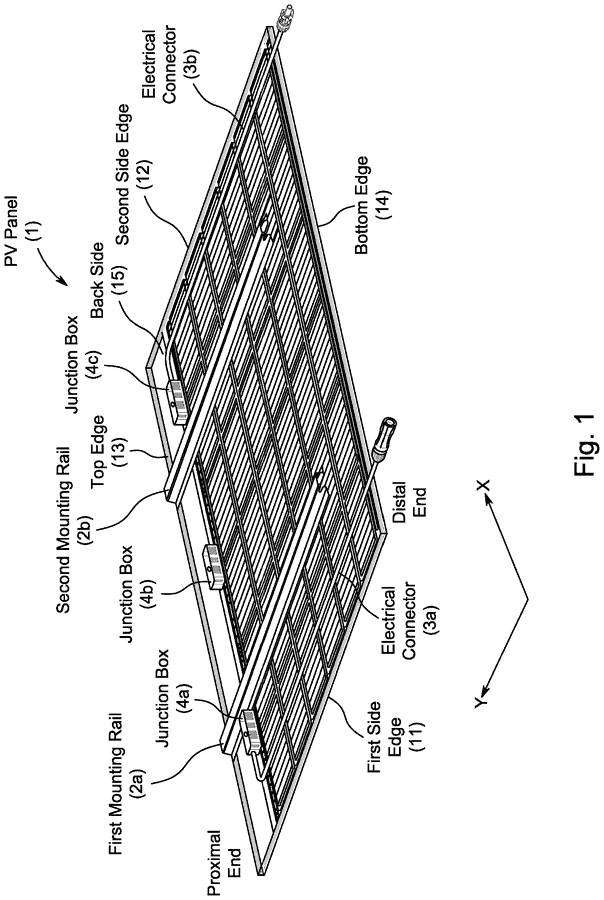 PV Panel
(1)
Electrical
Connector
(3b)
Second Side Edge
(12)
Back Side
(15)
Junction Box
(4c)
Top Edge
(13)
Second Mounting Rail
(2b)
Junction Box
(4b)
Junction Box
(4a)
First Mounting Rail
(2a)
Proximal
End
Bottom Edge
(14)
Distal
End
Electrical
Connector
(3a)
First Side
Edge
(11)
X
Y
Fig. 1